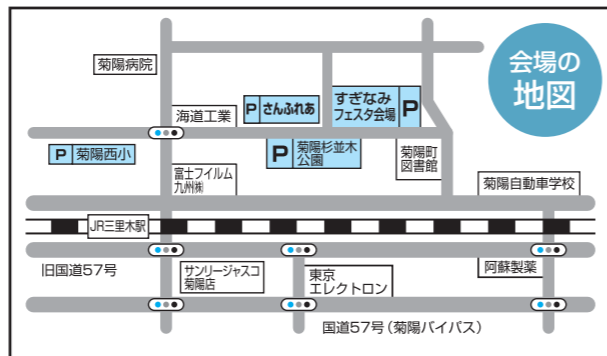 会場の
地図
菊陽病院
海道工業
P さんふれあ
すぎなみ
フェスタ会場 P
P 菊陽西小
P 菊陽杉並木
公園
菊陽町
図書館
富士フイルム
九州㈱
菊陽自動車学校
JR三里木駅
旧国道57号
サンリージャスコ
菊陽店
東京
エレクトロン
阿蘇製薬
国道57号(菊陽バイパス)